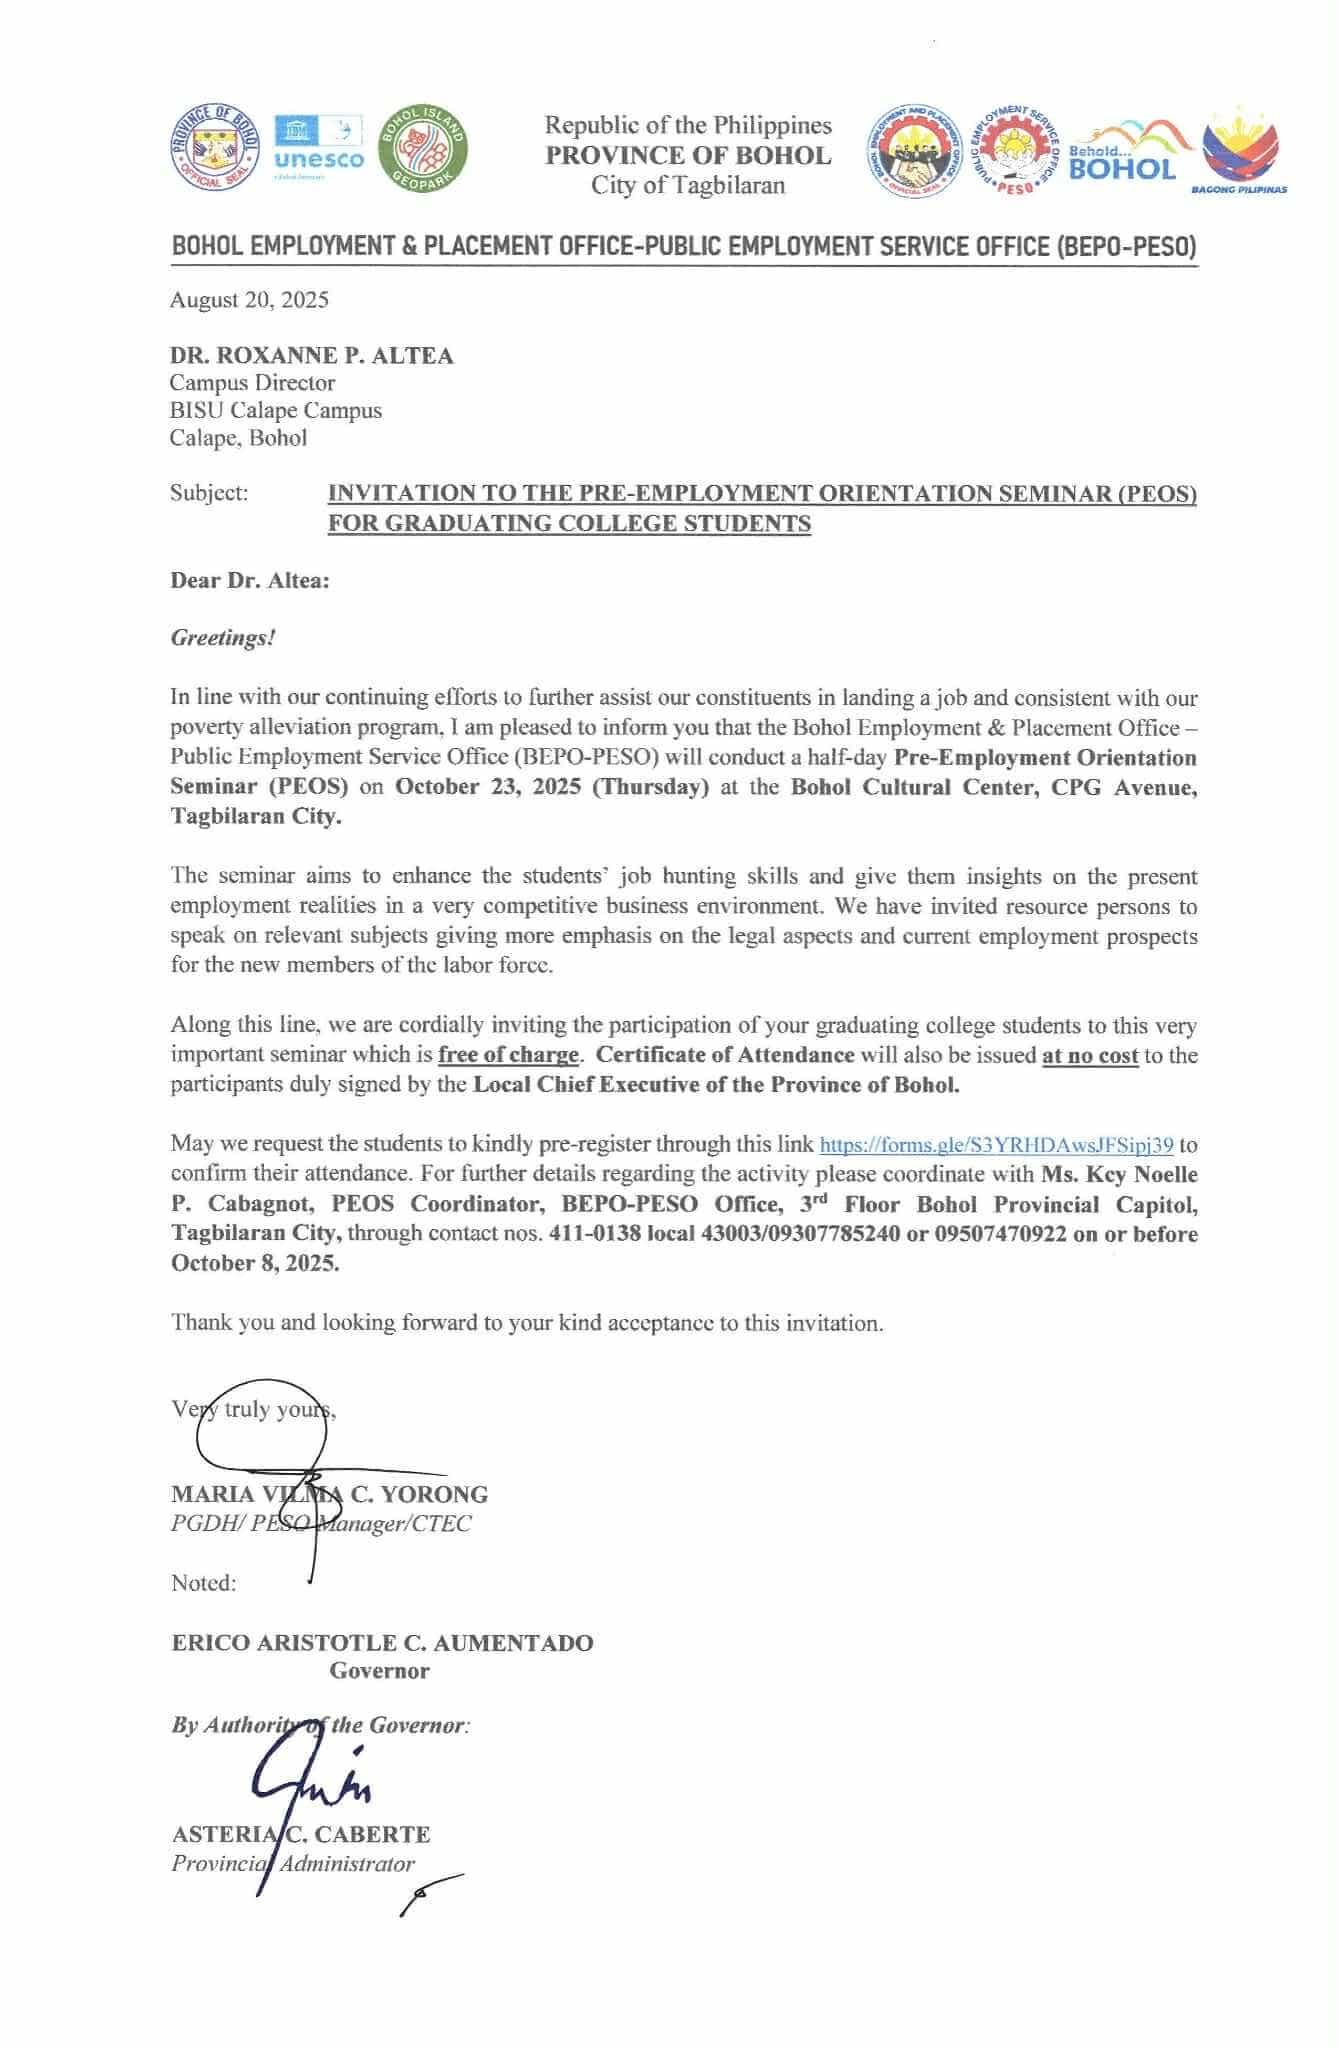 PROVINCE OF BOHOL
OFFICIAL SEAL
unesco
BOHOL ISLAND
GEOPARK
Republic of the Philippines
PROVINCE OF BOHOL
City of Tagbilaran
BOHOL EMPLOYMENT AND PLACEMENT OFFICE
OFFICIAL SEAL
PUBLIC EMPLOYMENT SERVICE OFFICE
PESO
Behold...
BOHOL
BAGONG PILIPINAS
BOHOL EMPLOYMENT & PLACEMENT OFFICE-PUBLIC EMPLOYMENT SERVICE OFFICE (BEPO-PESO)
August 20, 2025
DR. ROXANNE P. ALTEA
Campus Director
BISU Calape Campus
Calape, Bohol
Subject: INVITATION TO THE PRE-EMPLOYMENT ORIENTATION SEMINAR (PEOS)
FOR GRADUATING COLLEGE STUDENTS
Dear Dr. Altea:
Greetings!
In line with our continuing efforts to further assist our constituents in landing a job and consistent with our
poverty alleviation program, I am pleased to inform you that the Bohol Employment & Placement Office –
Public Employment Service Office (BEPO-PESO) will conduct a half-day Pre-Employment Orientation
Seminar (PEOS) on October 23, 2025 (Thursday) at the Bohol Cultural Center, CPG Avenue,
Tagbilaran City.
The seminar aims to enhance the students' job hunting skills and give them insights on the present
employment realities in a very competitive business environment. We have invited resource persons to
speak on relevant subjects giving more emphasis on the legal aspects and current employment prospects
for the new members of the labor force.
Along this line, we are cordially inviting the participation of your graduating college students to this very
important seminar which is free of charge. Certificate of Attendance will also be issued at no cost to the
participants duly signed by the Local Chief Executive of the Province of Bohol.
May we request the students to kindly pre-register through this link https://forms.gle/S3YRHDAwsJFSipj39 to
confirm their attendance. For further details regarding the activity please coordinate with Ms. Key Noelle
P. Cabagnot, PEOS Coordinator, BEPO-PESO Office, 3rd Floor Bohol Provincial Capitol,
Tagbilaran City, through contact nos. 411-0138 local 43003/09307785240 or 09507470922 on or before
October 8, 2025.
Thank you and looking forward to your kind acceptance to this invitation.
Very truly yours,
MARIA VILMA C. YORONG
PGDH/ PESO Manager/CTEC
Noted:
ERICO ARISTOTLE C. AUMENTADO
Governor
By Authority of the Governor:
ASTERIA C. CABERTE
Provincial Administrator